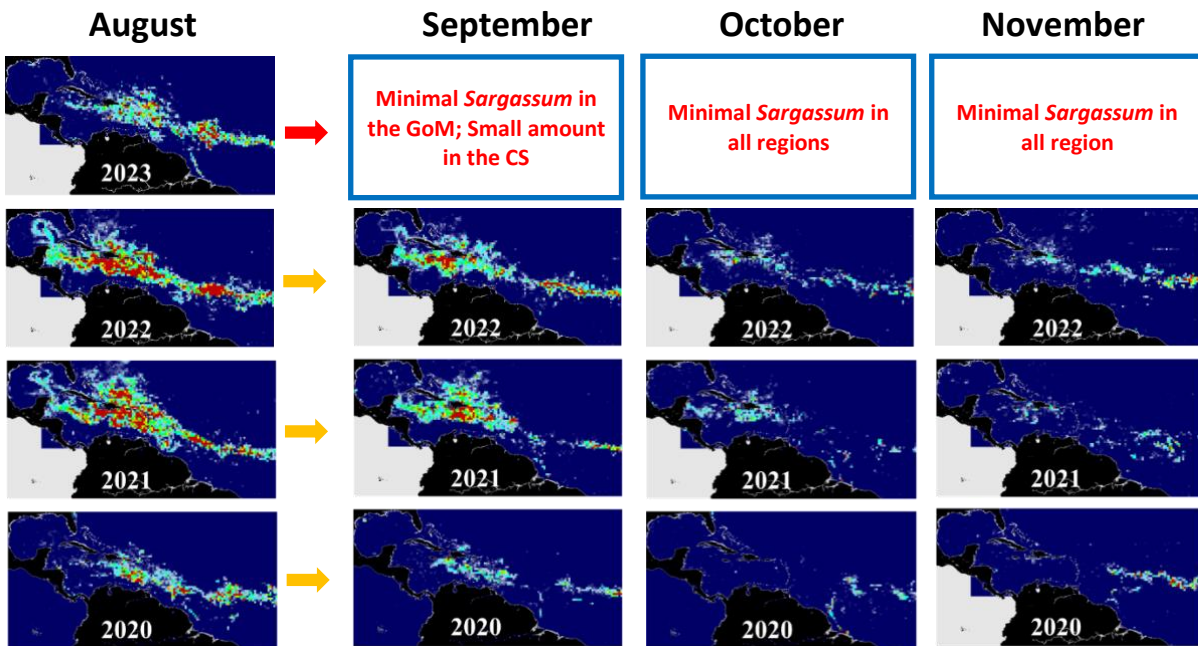 August
September
October
November
2023
Minimal Sargassum in
the GoM; Small amount
in the CS
Minimal Sargassum in
all regions
Minimal Sargassum in
all region
2022
2022
2022
2022
2021
2021
2021
2021
2020
2020
2020
2020